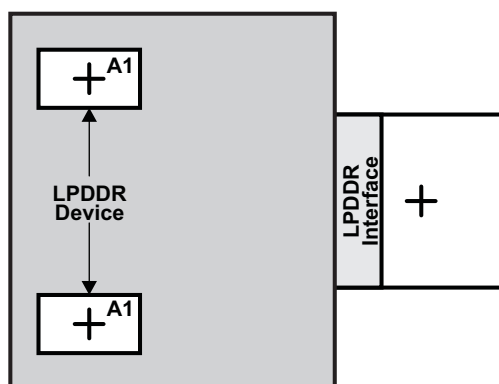 A1
LPDDR
Device
LPDDR
Interface
A1